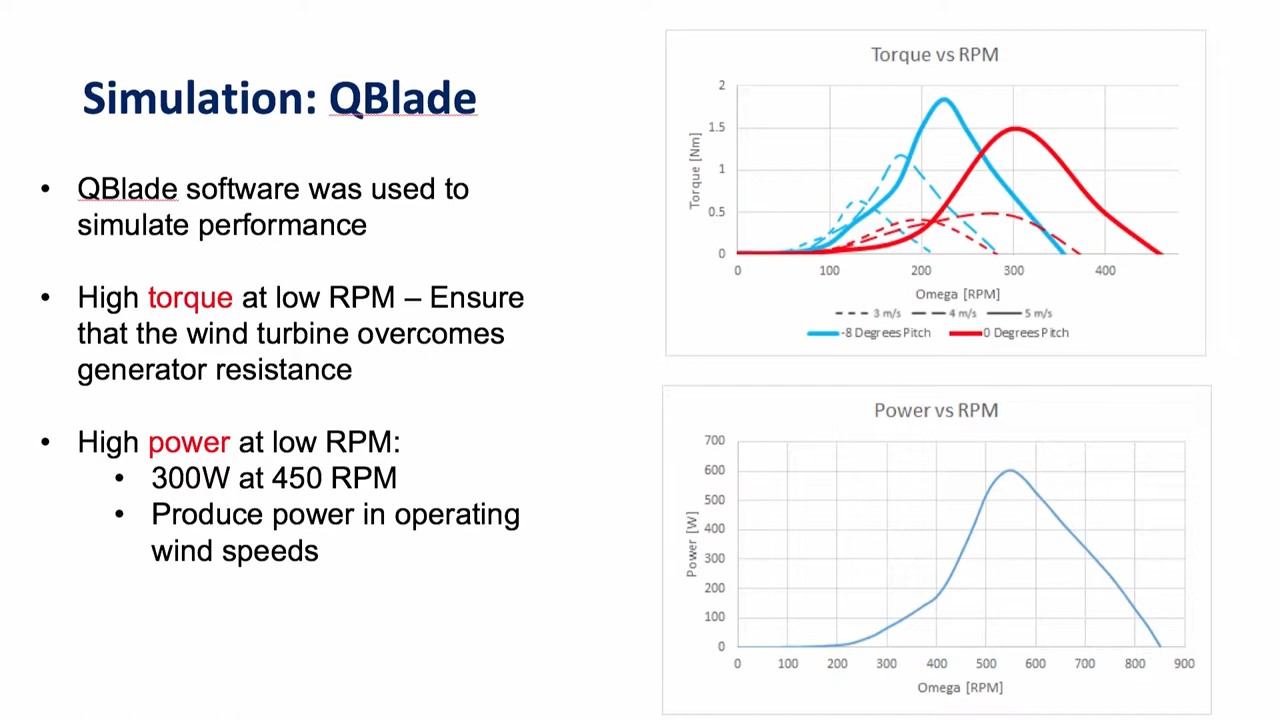 Simulation: QBlade
• QBlade software was used to
simulate performance
• High torque at low RPM – Ensure
that the wind turbine overcomes
generator resistance
• High power at low RPM:
• 300W at 450 RPM
• Produce power in operating
wind speeds
Torque vs RPM
Torque [Nm]
2
1.5
1
0.5
0
0 100 200 300 400
Omega [RPM]
3 m/s 4 m/s 5 m/s
-8 Degrees Pitch 0 Degrees Pitch
Power vs RPM
Power [W]
700
600
500
400
300
200
100
0
0 100 200 300 400 500 600 700 800 900
Omega [RPM]